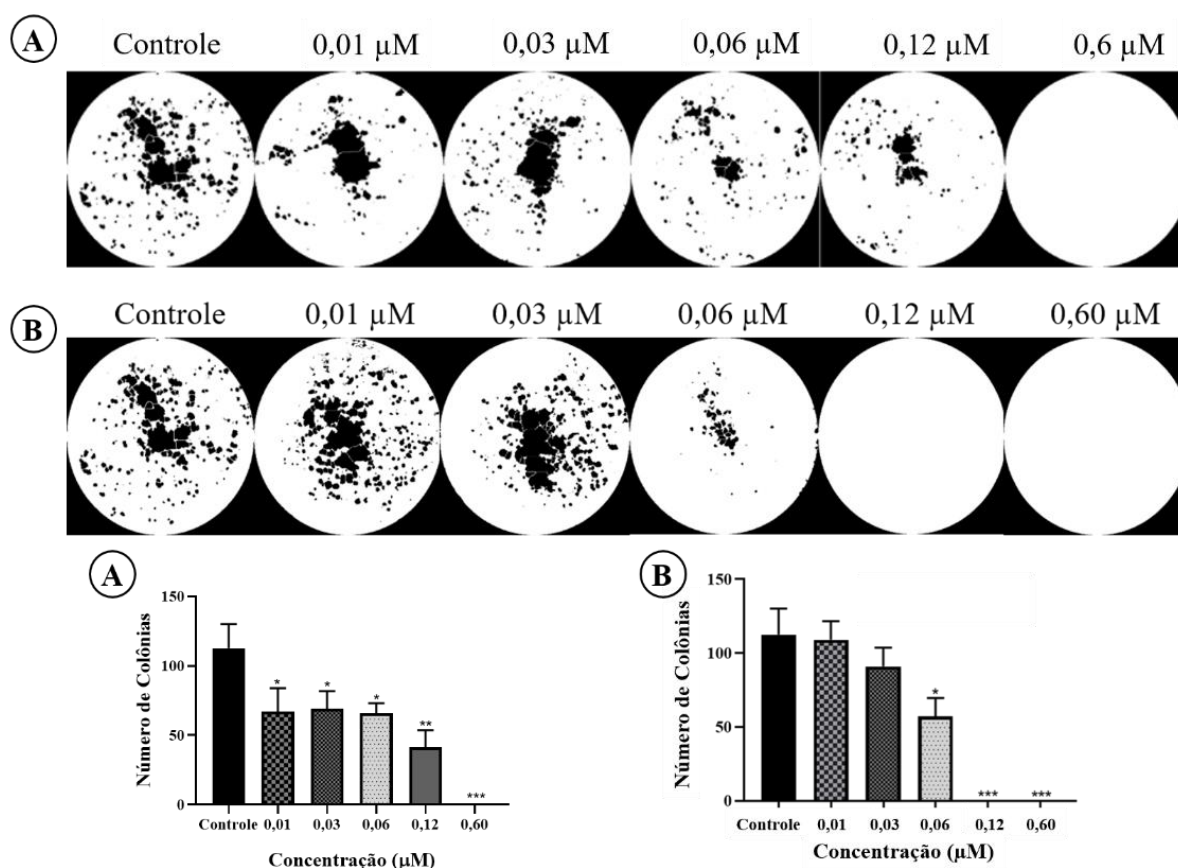 A
Controle 0,01 µM 0,03 µM 0,06 µM 0,12 µM 0,6 µM
B
Controle 0,01 µM 0,03 µM 0,06 µM 0,12 µM 0,60 µM
A
Número de Colônias
150
100
50
0
* * * ** ***
Controle 0,01 0,03 0,06 0,12 0,60
Concentração (µM)
B
Número de Colônias
150
100
50
0
* *** ***
Controle 0,01 0,03 0,06 0,12 0,60
Concentração (µM)